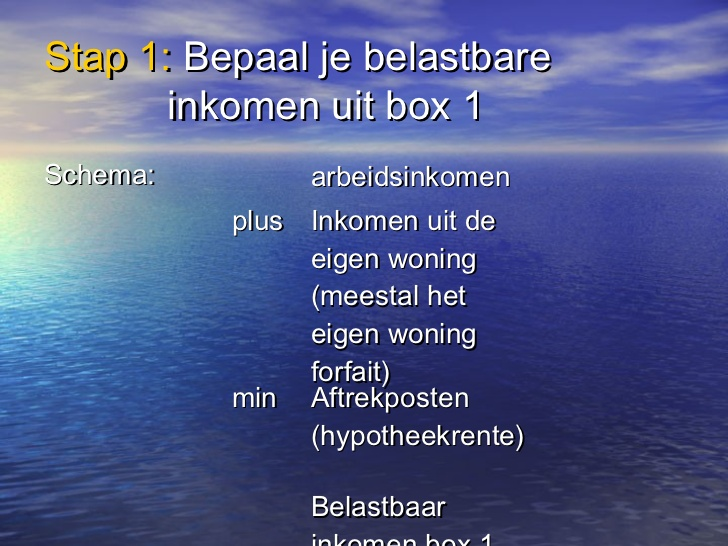 Stap 1: Bepaal je belastbare
inkomen uit box 1
Schema: arbeidsinkomen
plus Inkomen uit de
eigen woning
(meestal het
eigen woning
forfait)
min Aftrekposten
(hypotheekrente)
Belastbaar
inkomen box 1